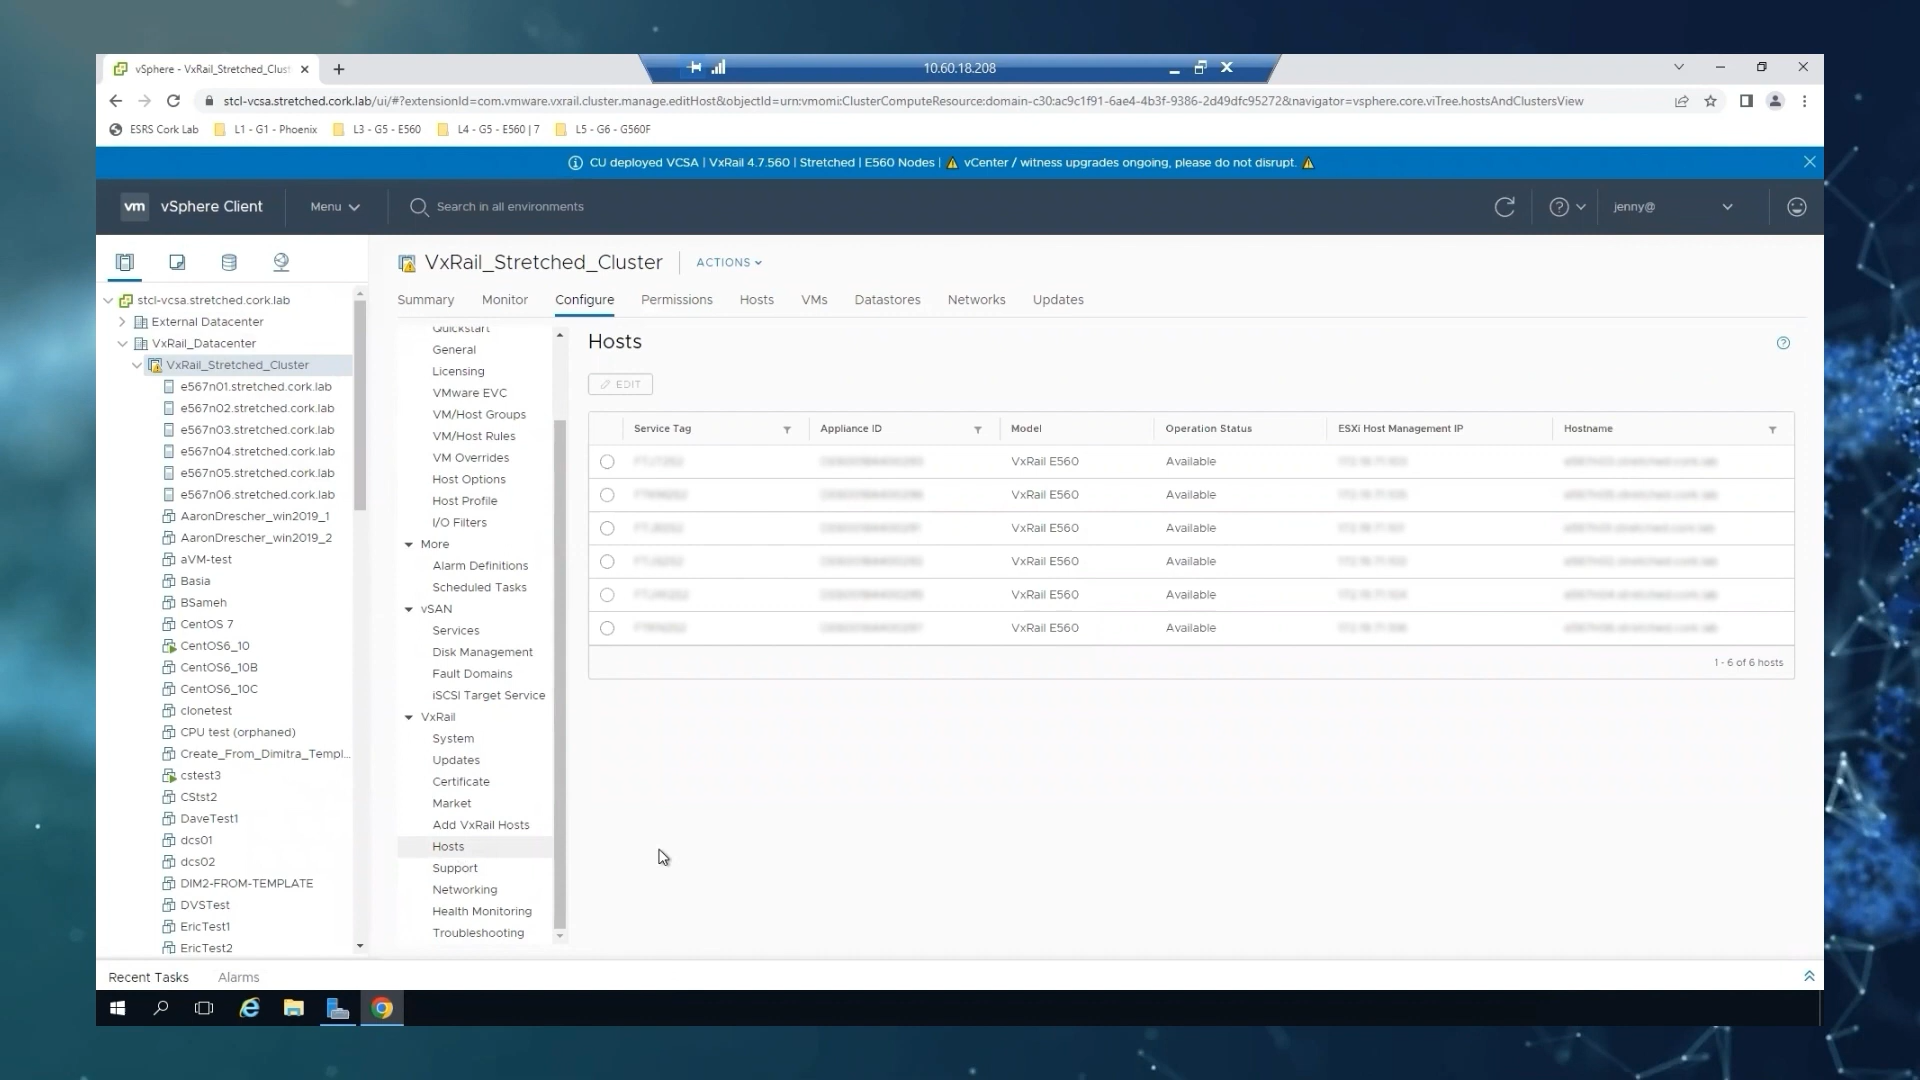 vSphere - VxRail_Stretched_Clust
10.60.18.208
stcl-vcsa.stretched.cork.lab/ui/#?extensionId=com.vmware.vxrail.cluster.manage.editHost&objectId=urn:vmomi:ClusterComputeResource:domain-c30:ac9c1f91-6ae4-4b3f-9386-2d49dfc95272&navigator=vsphere.core.viTree.hostsAndClustersView
ESRS Cork Lab
L1 - G1 - Phoenix
L3 - G5 - E560
L4 - G5 - E560 | 7
L5 - G6 - G560F
CU deployed VCSA | VxRail 4.7.560 | Stretched | E560 Nodes | ⚠ vCenter / witness upgrades ongoing, please do not disrupt. ⚠
vm vSphere Client
Menu
Search in all environments
jenny@
stcl-vcsa.stretched.cork.lab
External Datacenter
VxRail_Datacenter
VxRail_Stretched_Cluster
e567n01.stretched.cork.lab
e567n02.stretched.cork.lab
e567n03.stretched.cork.lab
e567n04.stretched.cork.lab
e567n05.stretched.cork.lab
e567n06.stretched.cork.lab
AaronDrescher_win2019_1
AaronDrescher_win2019_2
aVM-test
Basia
BSameh
CentOS 7
CentOS6_10
CentOS6_10B
CentOS6_10C
clonetest
CPU test (orphaned)
Create_From_Dimitra_Templ...
cstest3
CStst2
DaveTest1
dcs01
dcs02
DIM2-FROM-TEMPLATE
DVSTest
EricTest1
EricTest2
VxRail_Stretched_Cluster
ACTIONS
Summary
Monitor
Configure
Permissions
Hosts
VMs
Datastores
Networks
Updates
Quickstart
General
Licensing
VMware EVC
VM/Host Groups
VM/Host Rules
VM Overrides
Host Options
Host Profile
I/O Filters
More
Alarm Definitions
Scheduled Tasks
vSAN
Services
Disk Management
Fault Domains
iSCSI Target Service
VxRail
System
Updates
Certificate
Market
Add VxRail Hosts
Hosts
Support
Networking
Health Monitoring
Troubleshooting
Hosts
EDIT
Service Tag
Appliance ID
Model
Operation Status
ESXi Host Management IP
Hostname
VxRail E560 Available
VxRail E560 Available
VxRail E560 Available
VxRail E560 Available
VxRail E560 Available
VxRail E560 Available
1 - 6 of 6 hosts
Recent Tasks
Alarms